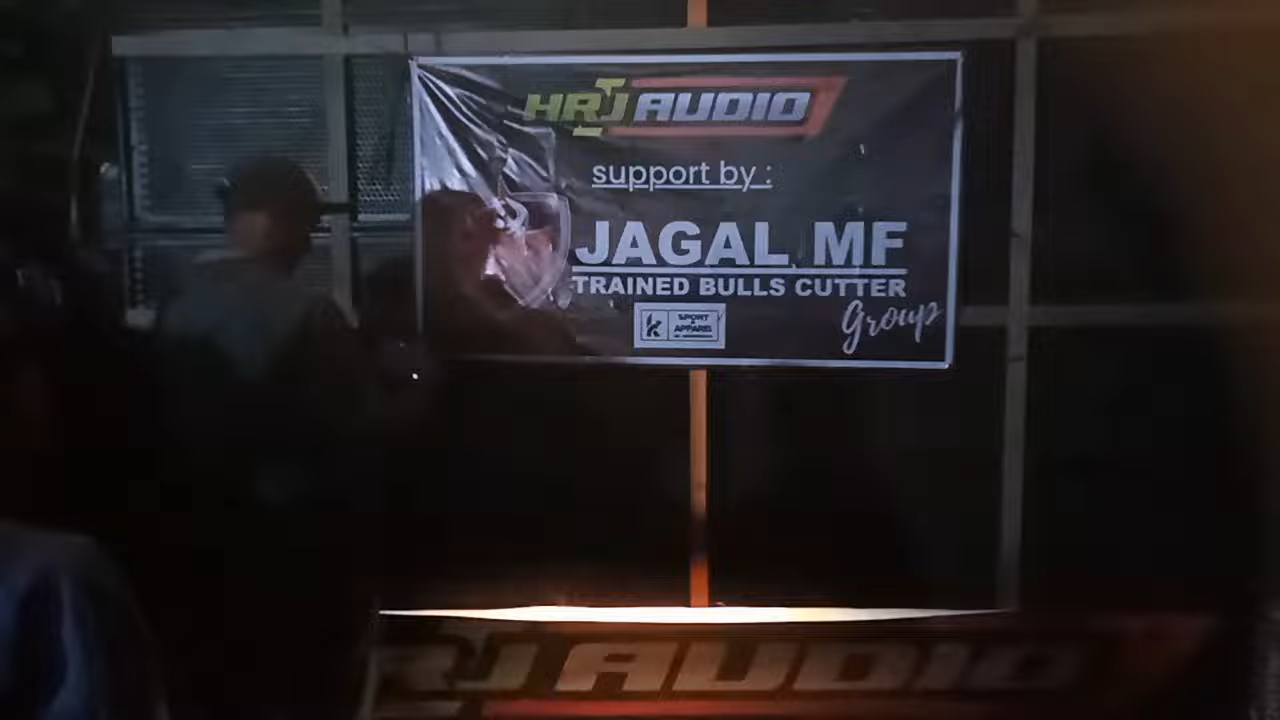 HRJ AUDIO
support by :
JAGAL MF
TRAINED BULLS CUTTER
Group
SPORT
APPAREL
RJ AUDIO